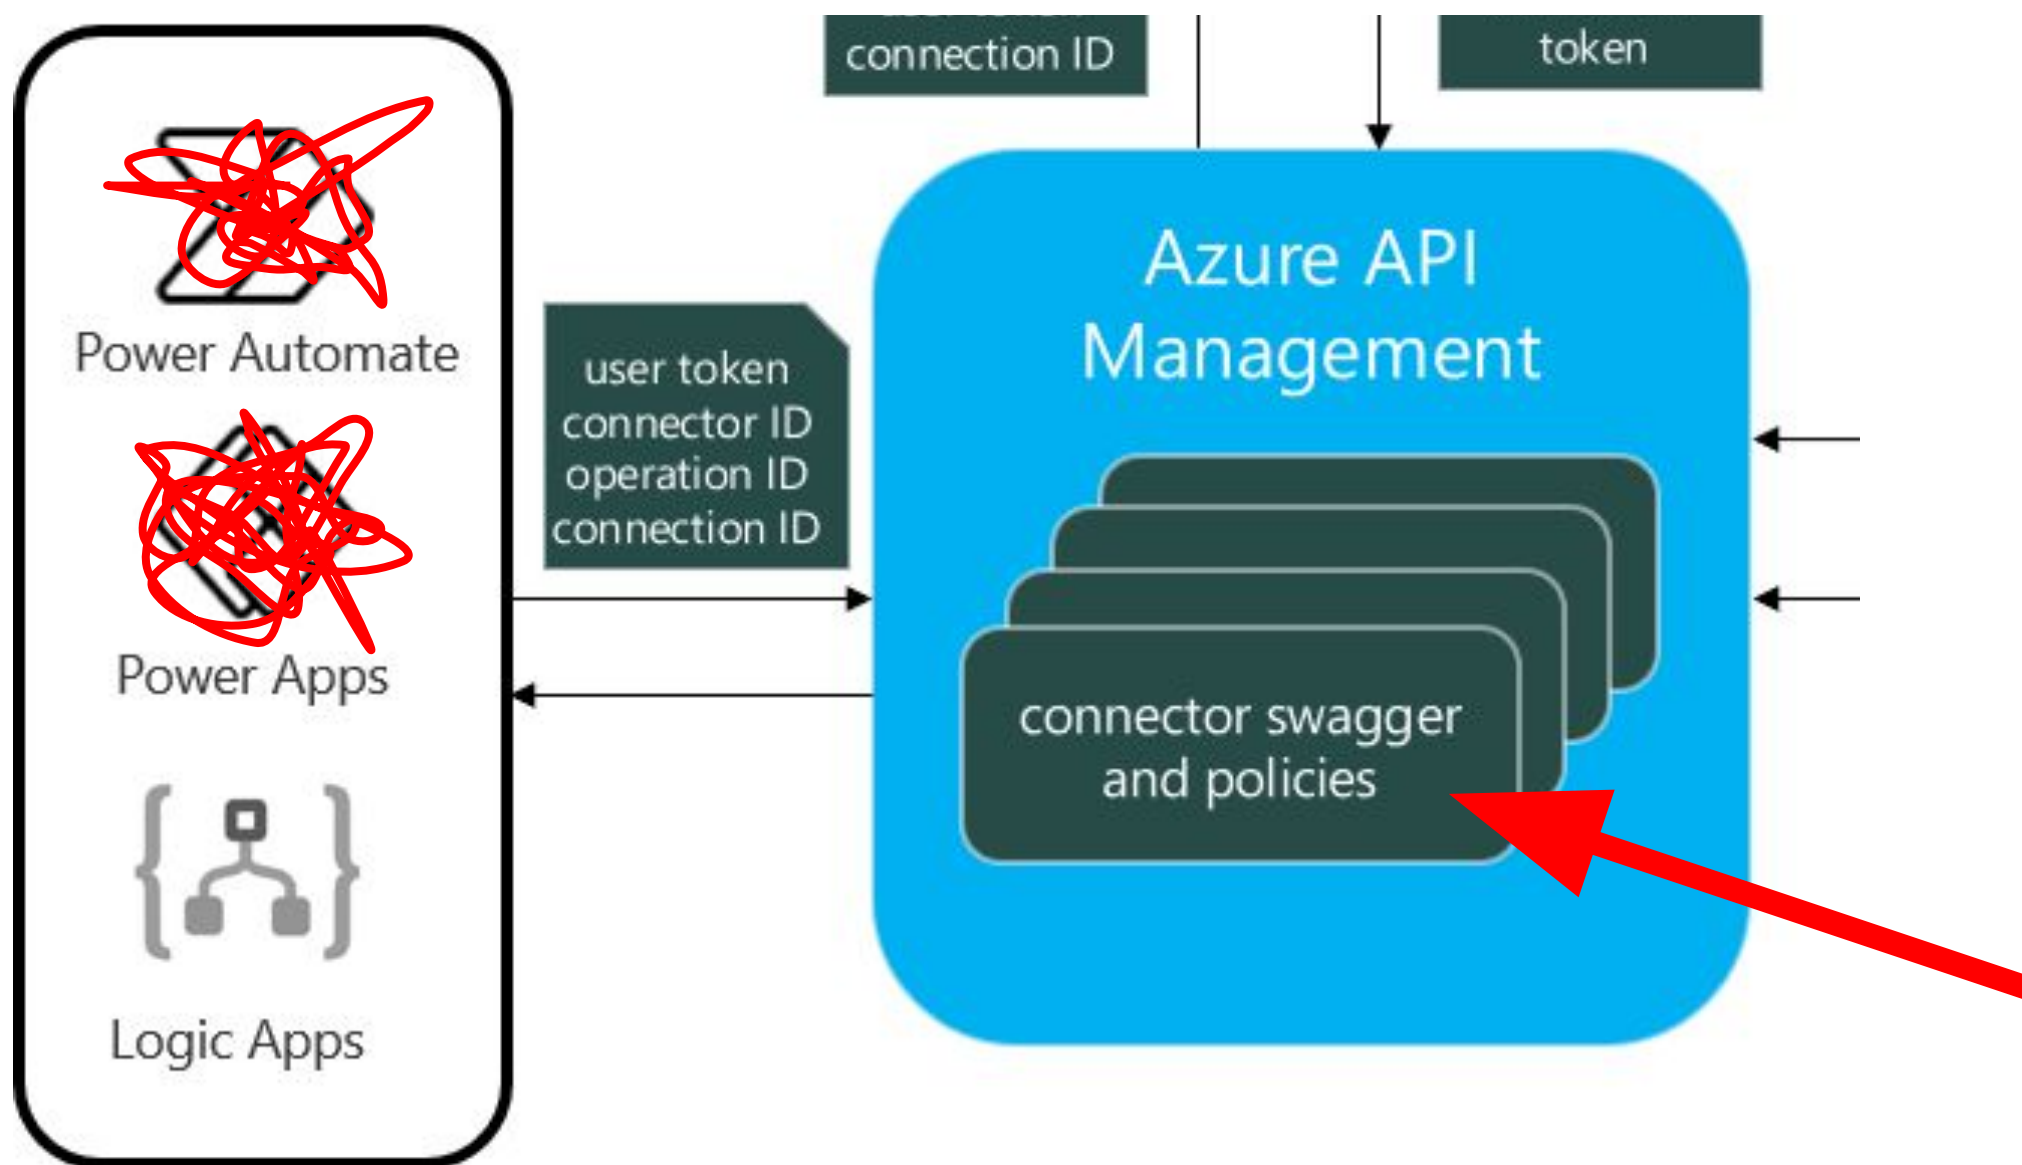 connection ID
token
Power Automate
Power Apps
Logic Apps
user token
connector ID
operation ID
connection ID
Azure API
Management
connector swagger
and policies